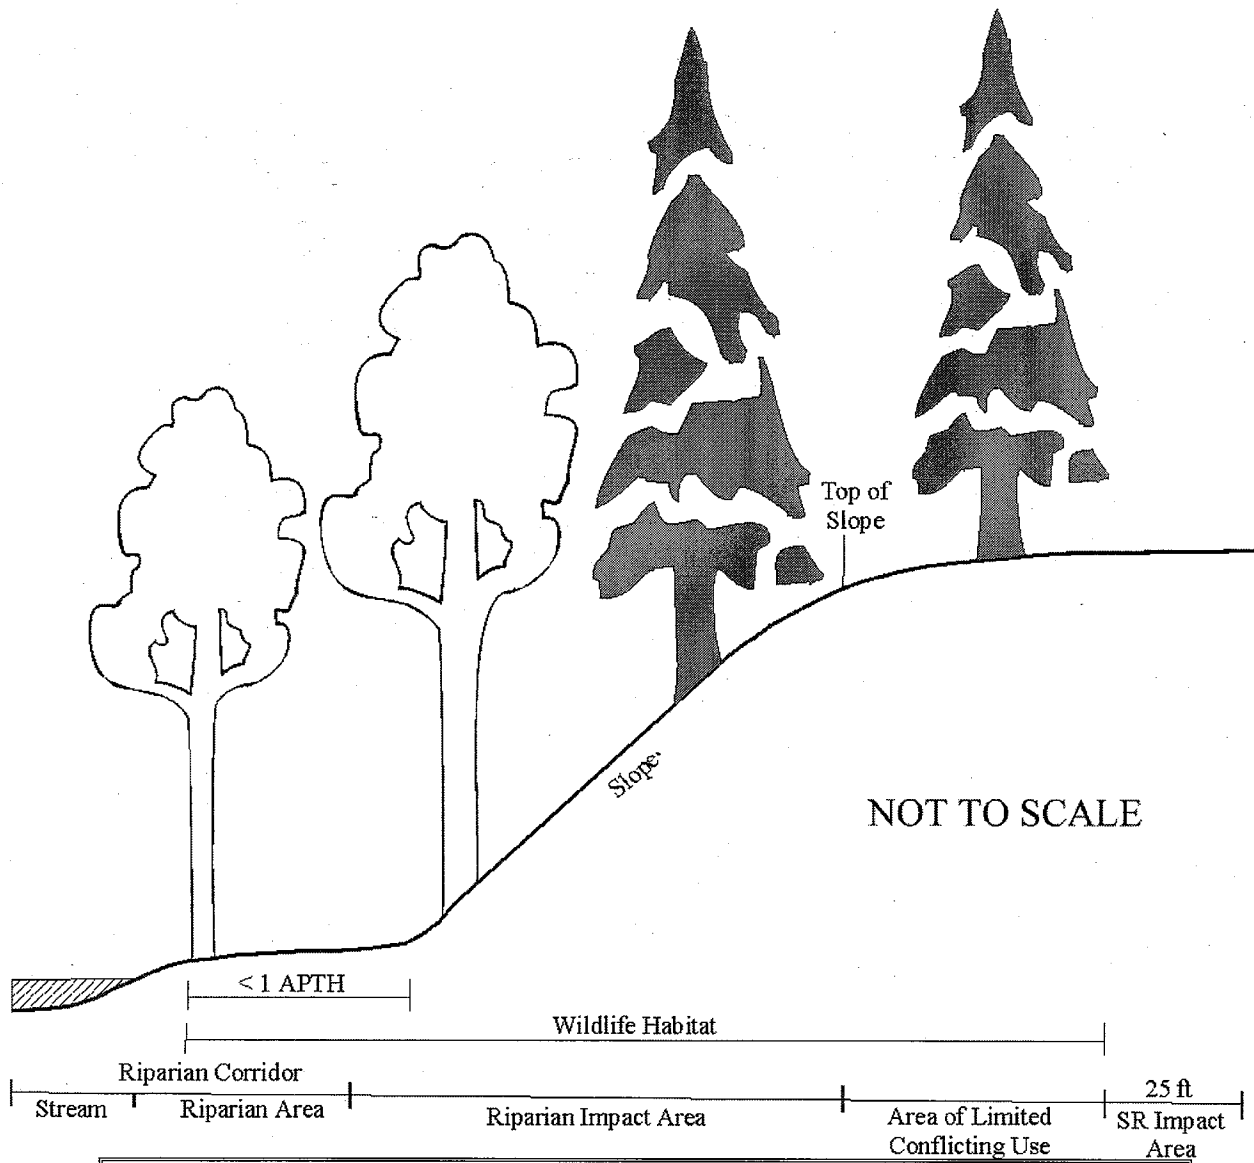 Top of
Slope
Slope
NOT TO SCALE
< 1 APTH
Wildlife Habitat
Riparian Corridor
25 ft
Stream
Riparian Area
Riparian Impact Area
Area of Limited
Conflicting Use
SR Impact
Area